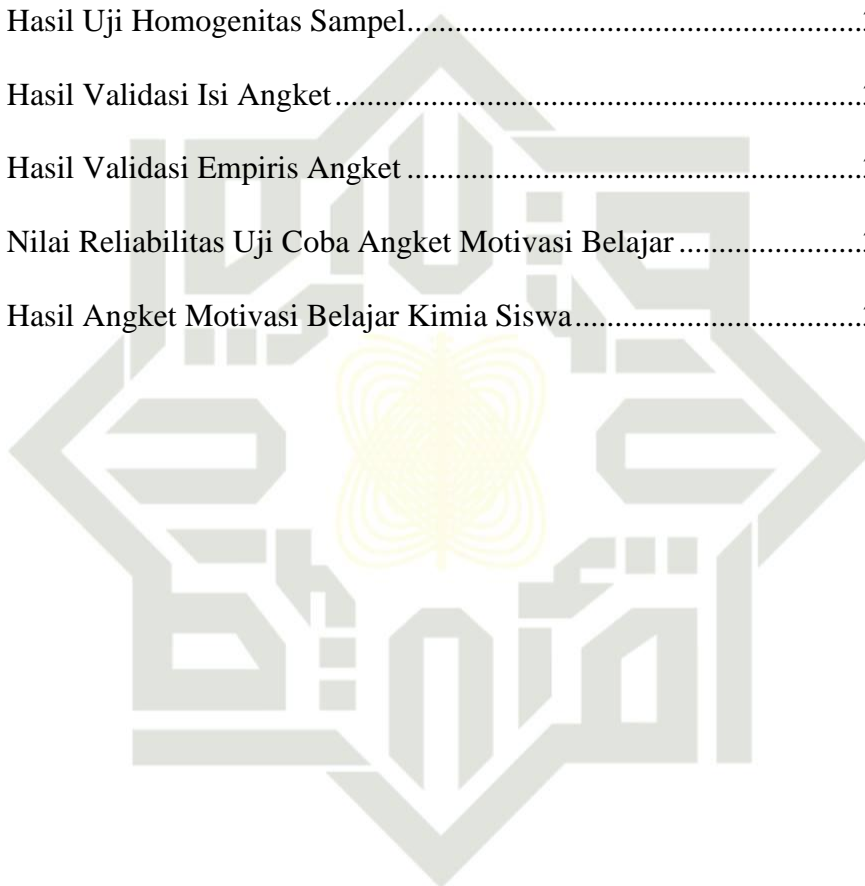 Hasil Uji Homogenitas Sampel....................................................
Hasil Validasi Isi Angket............................................................
Hasil Validasi Empiris Angket....................................................
Nilai Reliabilitas Uji Coba Angket Motivasi Belajar.....................
Hasil Angket Motivasi Belajar Kimia Siswa.................................